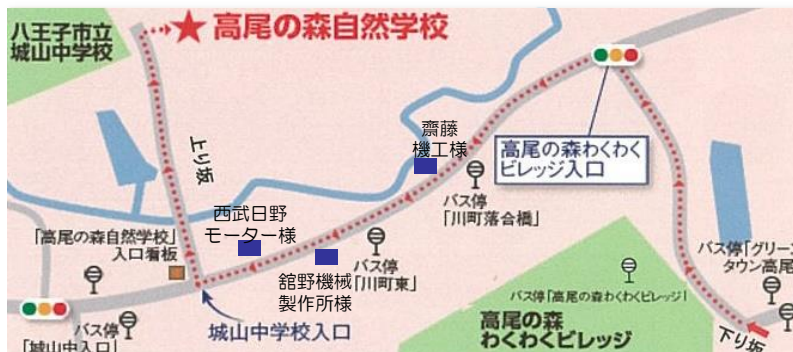 八王子市立
城山中学校
★高尾の森自然学校
上り坂
齋藤
機工様
高尾の森わくわく
ビレッジ入口
バス停
「川町落合橋」
西武日野
モーター様
「高尾の森自然学校」
入口看板
舘野機械
製作所様
バス停
「川町東」
バス停「グリーン
タウン高尾
バス停「高尾の森わくわくビレッジ」
高尾の森
わくわくビレッジ
城山中学校入口
バス停
「城山中入口」
下り坂